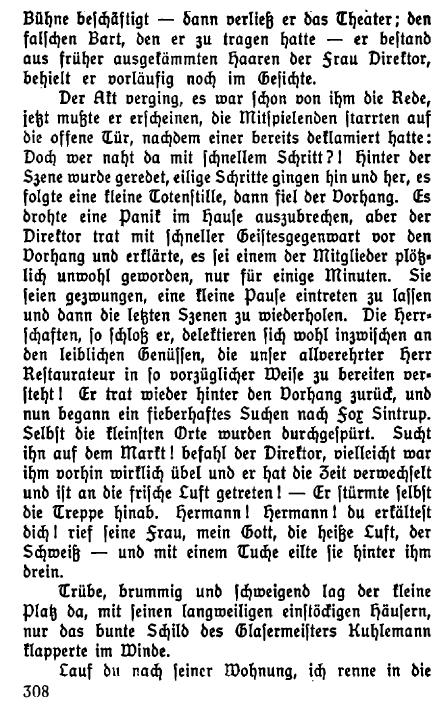 Bühne beschäftigt — dann verließ er das Theater; den
falschen Bart, den er zu tragen hatte — er bestand
aus früher ausgekämmten Haaren der Frau Direktor,
behielt er vorläufig noch im Gesichte.
Der Akt verging, es war schon von ihm die Rede,
jetzt mußte er erscheinen, die Mitspielenden starrten auf
die offene Tür, nachdem einer bereits deklamiert hatte:
Doch wer naht da mit schnellem Schritt?! Hinter der
Szene wurde geredet, eilige Schritte gingen hin und her, es
folgte eine kleine Totenstille, dann fiel der Vorhang. Es
drohte eine Panik im Hause auszubrechen, aber der
Direktor trat mit schneller Geistesgegenwart vor den
Vorhang und erklärte, es sei einem der Mitglieder plötz-
lich unwohl geworden, nur für einige Minuten. Sie
seien gezwungen, eine kleine Pause eintreten zu lassen
und dann die letzten Szenen zu wiederholen. Die Herr-
schaften, so schloß er, delektieren sich wohl inzwischen an
den leiblichen Genüssen, die unser allverehrter Herr
Restaurateur in so vorzüglicher Weise zu bereiten ver-
steht! Er trat wieder hinter den Vorhang zurück, und
nun begann ein fieberhaftes Suchen nach Fox Sintrup.
Selbst die kleinsten Orte wurden durchgespürt. Sucht
ihn auf dem Markt! befahl der Direktor, vielleicht war
ihm vorhin wirklich übel und er hat die Zeit verwechselt
und ist an die frische Luft getreten! — Er stürmte selbst
die Treppe hinab. Hermann! Hermann! du erkältest
dich! rief seine Frau, mein Gott, die heiße Luft, der
Schweiß — und mit einem Tuche eilte sie hinter ihm
drein.
Trübe, brummig und schweigend lag der kleine
Platz da, mit seinen langweiligen einstöckigen Häusern,
nur das bunte Schild des Glasermeisters Kuhlemann
klapperte im Winde.
Lauf du nach seiner Wohnung, ich renne in die
308